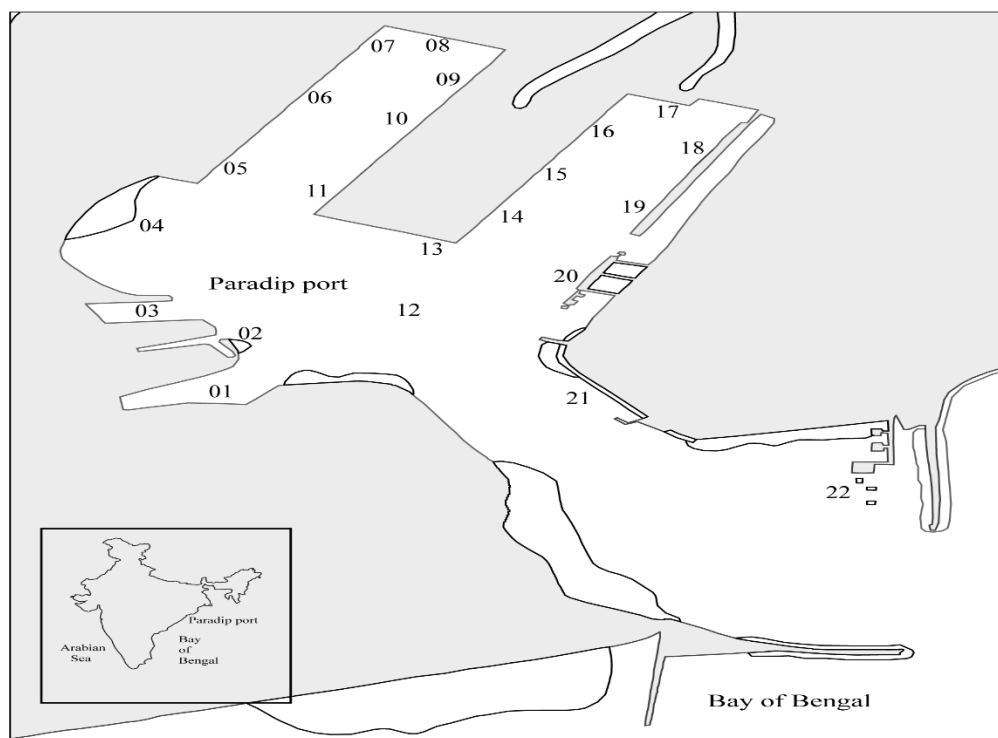 07
08
09
06
10
17
16
18
05
15
11
14
19
04
13
20
Paradip port
03
12
02
01
21
22
Paradip port
Arabian
Sea
Bay
of
Bengal
Bay of Bengal